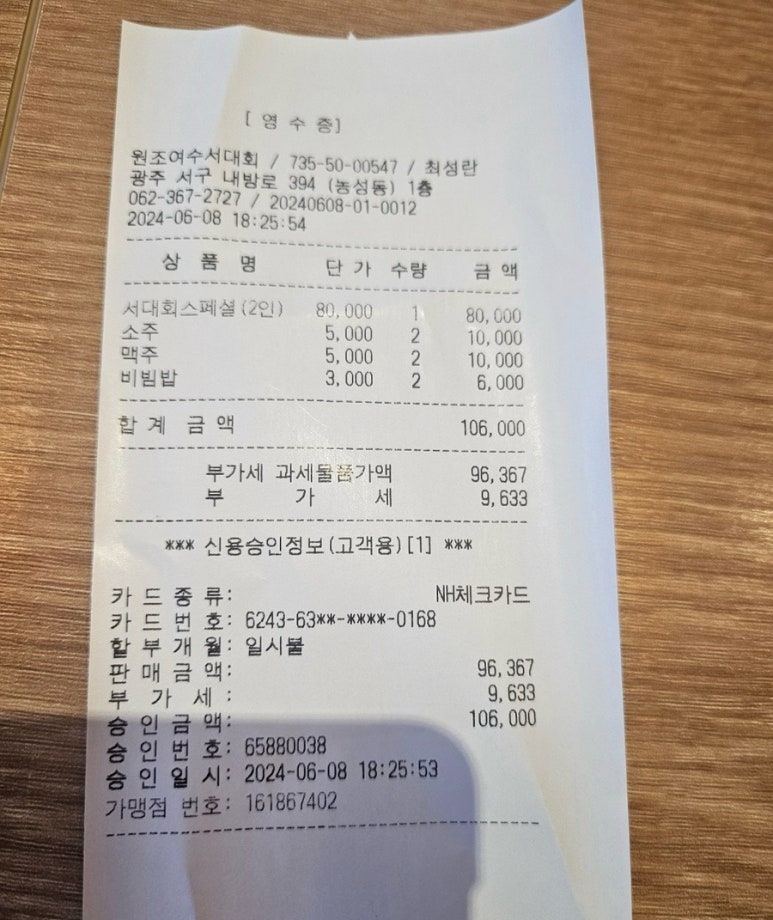 [ 영 수 증]
원조여수서대회 / 735-50-00547 / 최성란
광주 서구 내방로 394 (농성동) 1층
062-367-2727 / 20240608-01-0012
2024-06-08 18:25:54
상 품 명 단 가 수량 금 액
서대회스페셜(2인) 80,000 1 80,000
소주 5,000 2 10,000
맥주 5,000 2 10,000
비빔밥 3,000 2 6,000
합 계 금 액 106,000
부가세 과세물품가액 96,367
부 가 세 9,633
*** 신용승인정보(고객용)[1] ***
카 드 종 류: NH체크카드
카 드 번 호: 6243-63**-****-0168
할 부 개 월: 일시불
판 매 금 액: 96,367
부 가 세 : 9,633
승 인 금 액: 106,000
승 인 번 호: 65880038
승 인 일 시: 2024-06-08 18:25:53
가맹점 번호: 161867402